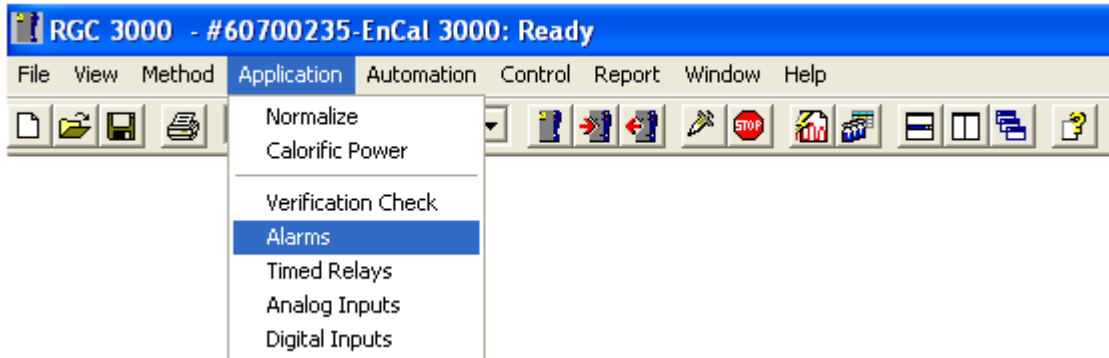 RGC 3000 - #60700235-EnCal 3000: Ready
File View Method Application Automation Control Report Window Help
STOP
Normalize
Calorific Power
Verification Check
Alarms
Timed Relays
Analog Inputs
Digital Inputs